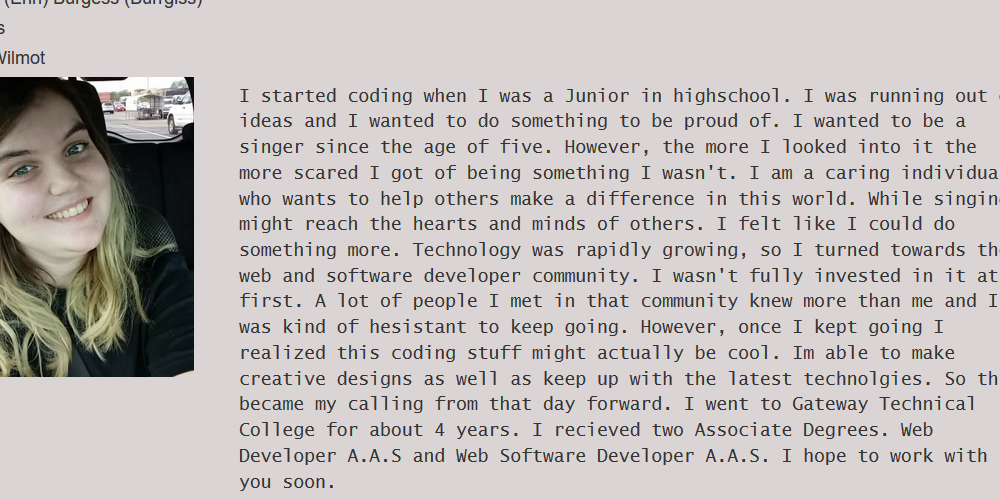 (Erin) Burgess (Burrgiss)
s
Wilmot
I started coding when I was a Junior in highschool. I was running out
ideas and I wanted to do something to be proud of. I wanted to be a
singer since the age of five. However, the more I looked into it the
more scared I got of being something I wasn't. I am a caring individua
who wants to help others make a difference in this world. While singin
might reach the hearts and minds of others. I felt like I could do
something more. Technology was rapidly growing, so I turned towards th
web and software developer community. I wasn't fully invested in it at
first. A lot of people I met in that community knew more than me and I
was kind of hesistant to keep going. However, once I kept going I
realized this coding stuff might actually be cool. Im able to make
creative designs as well as keep up with the latest technolgies. So th
became my calling from that day forward. I went to Gateway Technical
College for about 4 years. I recieved two Associate Degrees. Web
Developer A.A.S and Web Software Developer A.A.S. I hope to work with
you soon.